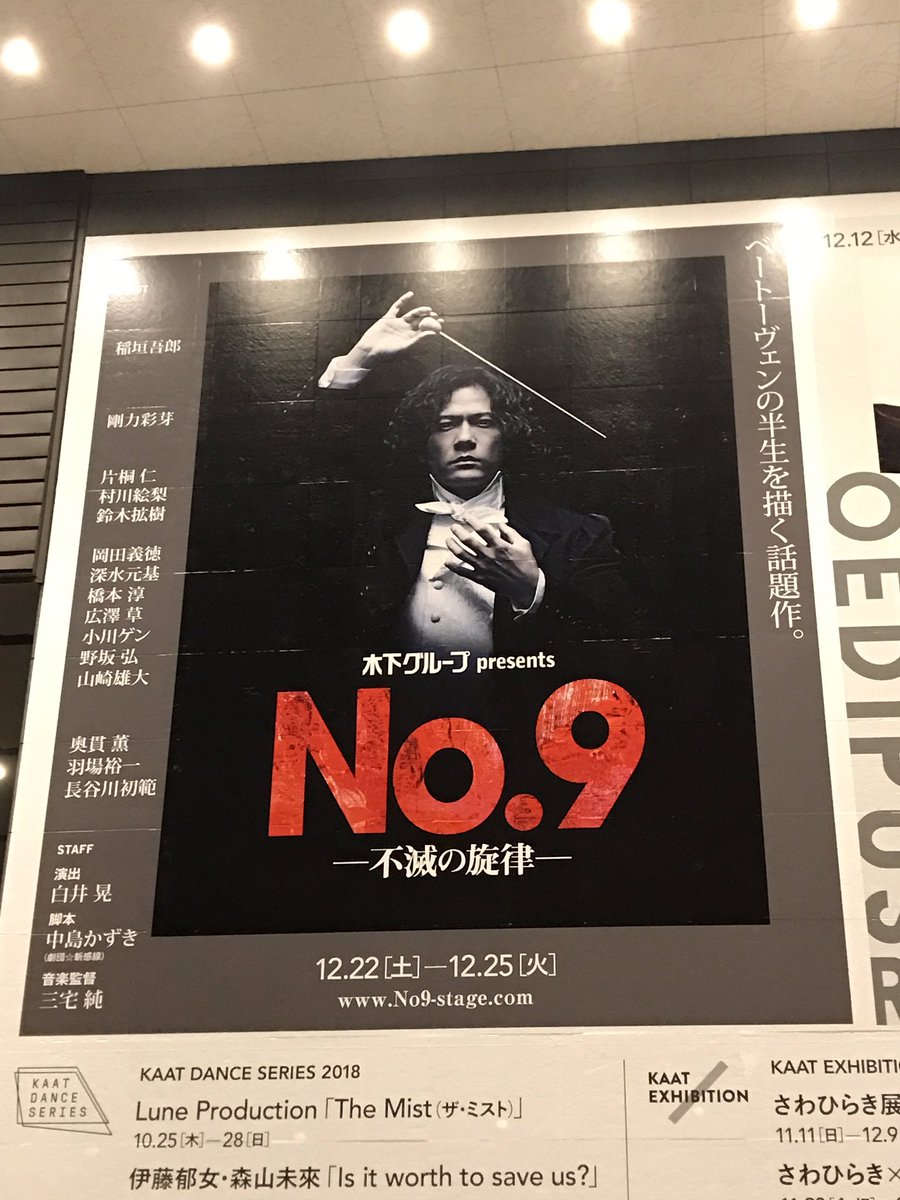 稲垣吾郎
剛力彩芽
片桐 仁
村川絵梨
鈴木拡樹
岡田義徳
深水元基
橋本 淳
広澤 草
小川ゲン
野坂 弘
山崎雄大
奥貫 薫
羽場裕一
長谷川初範
STAFF
演出
白井 晃
脚本
中島かずき
(劇団☆新感線)
音楽監督
三宅 純
ベートーヴェンの半生を描く話題作。
木下グループ presents
No.9
―不滅の旋律―
12.22[土]―12.25[火]
www.No9-stage.com
12.12[水
OEDIPUS R
KAAT
DANCE
SERIES
KAAT DANCE SERIES 2018
Lune Production「The Mist(ザ・ミスト)」
10.25[木]―28[日]
伊藤郁女・森山未來「Is it worth to save us?」
KAAT
EXHIBITION
KAAT EXHIBITI
さわひらき展
11.11[日]―12.9
さわひらき×